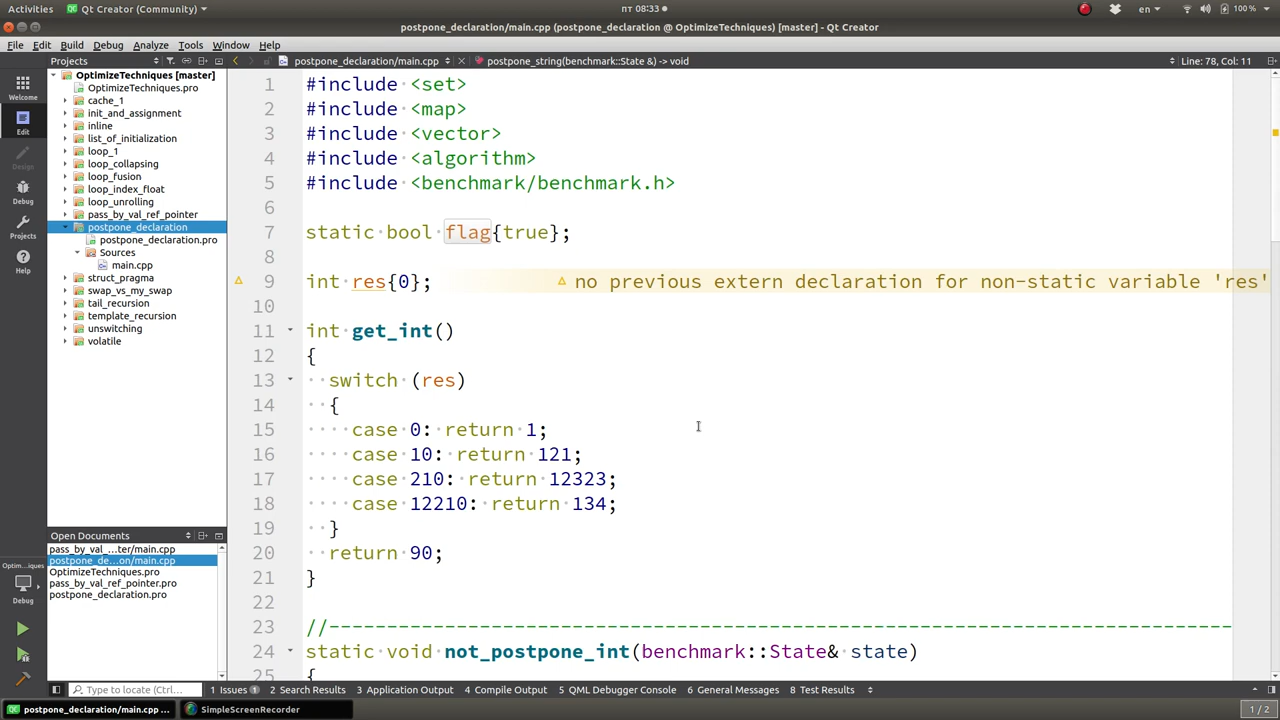 Activities Qt Creator (Community) пт 08:33 en 100 %
postpone_declaration/main.cpp (postpone_declaration @ OptimizeTechniques) [master] - Qt Creator
File Edit Build Debug Analyze Tools Window Help
Projects postpone_declaration/main.cpp postpone_string(benchmark::State &) -> void Line: 78, Col: 11
Welcome
Edit
Design
Debug
Projects
Help
Optim...iques
Debug
OptimizeTechniques [master]
OptimizeTechniques.pro
cache_1
init_and_assignment
inline
list_of_initialization
loop_1
loop_collapsing
loop_fusion
loop_index_float
loop_unrolling
pass_by_val_ref_pointer
postpone_declaration
postpone_declaration.pro
Sources
main.cpp
struct_pragma
swap_vs_my_swap
tail_recursion
template_recursion
unswitching
volatile
Open Documents
pass_by_val_...ter/main.cpp
postpone_de...on/main.cpp
OptimizeTechniques.pro
pass_by_val_ref_pointer.pro
postpone_declaration.pro
1 #include <set>
2 #include <map>
3 #include <vector>
4 #include <algorithm>
5 #include <benchmark/benchmark.h>
6
7 static bool flag{true};
8
9 int res{0}; no previous extern declaration for non-static variable 'res'
10
11 int get_int()
12 {
13 switch (res)
14 {
15 case 0: return 1;
16 case 10: return 121;
17 case 210: return 12323;
18 case 12210: return 134;
19 }
20 return 90;
21 }
22
23 //------------------------------------------------------------------------------
24 static void not_postpone_int(benchmark::State& state)
25 {
Type to locate (Ctrl... 1 Issues 1 2 Search Results 3 Application Output 4 Compile Output 5 QML Debugger Console 6 General Messages 8 Test Results
postpone_declaration/main.cpp ... SimpleScreenRecorder 1 / 2